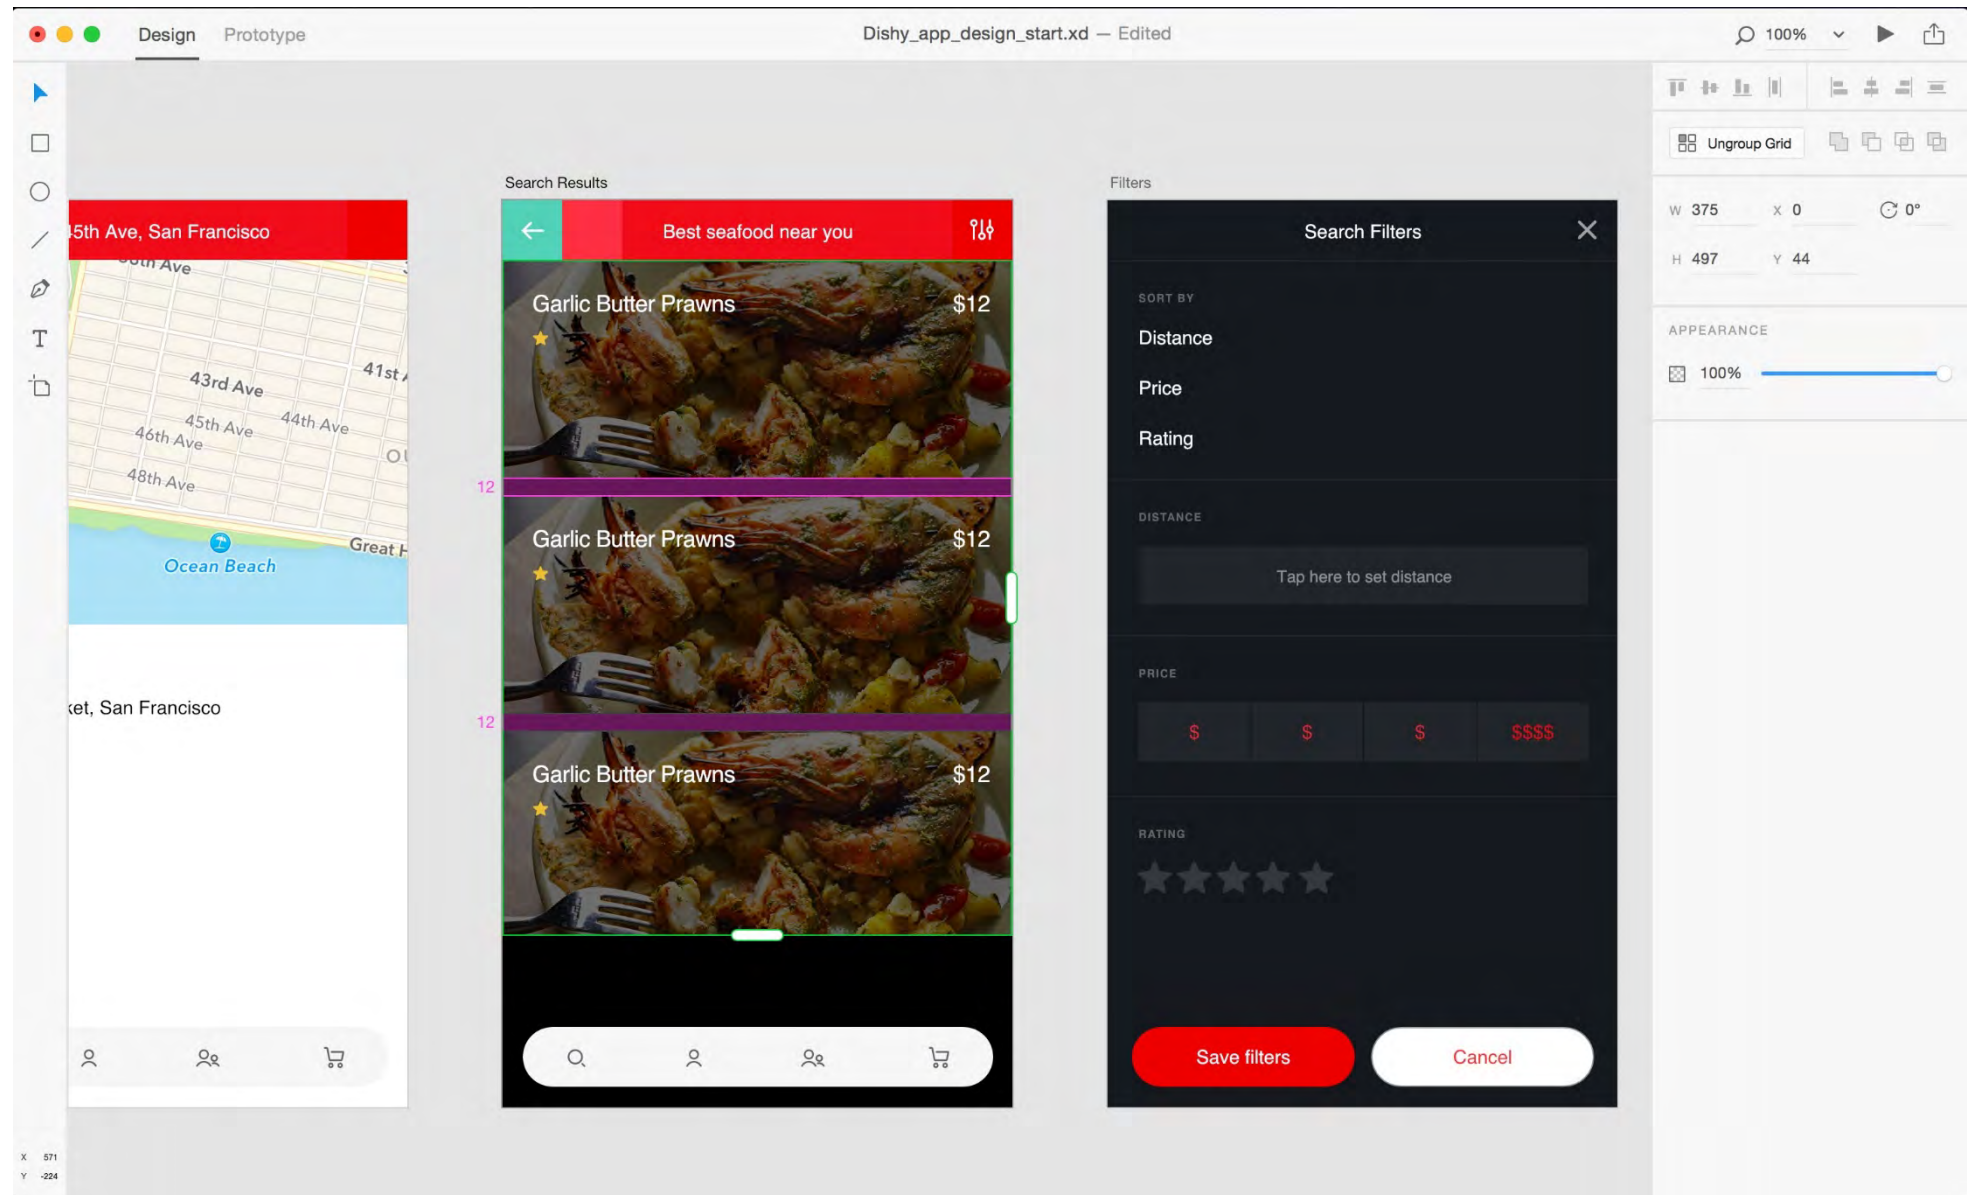 Design Prototype
Dishy_app_design_start.xd — Edited
100%
Ungroup Grid
W 375 X 0 0°
H 497 Y 44
APPEARANCE
100%
45th Ave, San Francisco
Ave
43rd Ave
41st
45th Ave
44th Ave
46th Ave
48th Ave
Great H
Ocean Beach
ket, San Francisco
Search Results
Best seafood near you
Garlic Butter Prawns $12
12
Garlic Butter Prawns $12
12
Garlic Butter Prawns $12
Filters
Search Filters
SORT BY
Distance
Price
Rating
DISTANCE
Tap here to set distance
PRICE
$ $ $ $$$$
RATING
Save filters Cancel
X 571
Y -224